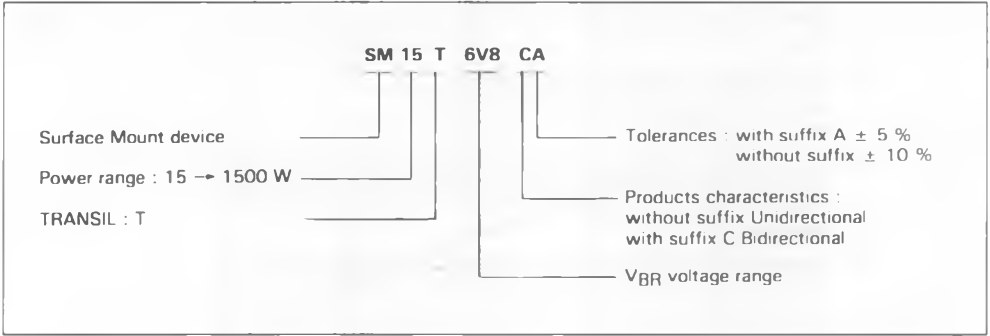 SM 15 T 6V8 CA
Surface Mount device
Power range : 15 → 1500 W
TRANSIL : T
Tolerances : with suffix A ± 5 %
without suffix ± 10 %
Products characteristics :
without suffix Unidirectional
with suffix C Bidirectional
VBR voltage range